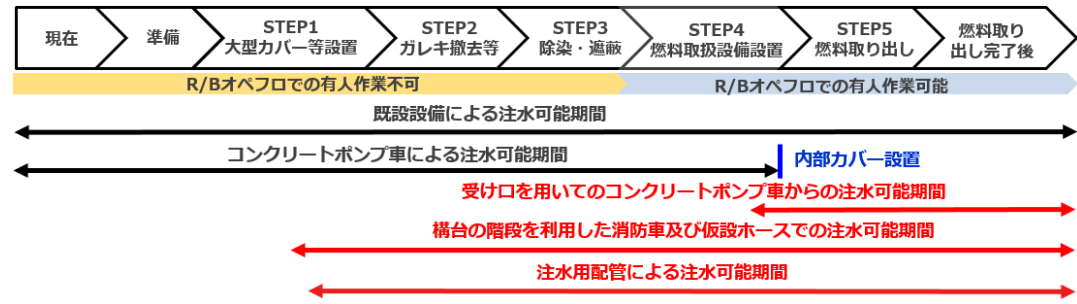 現在
準備
STEP1
大型カバー等設置
STEP2
ガレキ撤去等
STEP3
除染・遮蔽
STEP4
燃料取扱設備設置
STEP5
燃料取り出し
燃料取り
出し完了後
R/Bオペフロでの有人作業不可
R/Bオペフロでの有人作業可能
既設設備による注水可能期間
コンクリートポンプ車による注水可能期間
内部カバー設置
受け口を用いてのコンクリートポンプ車からの注水可能期間
構台の階段を利用した消防車及び仮設ホースでの注水可能期間
注水用配管による注水可能期間